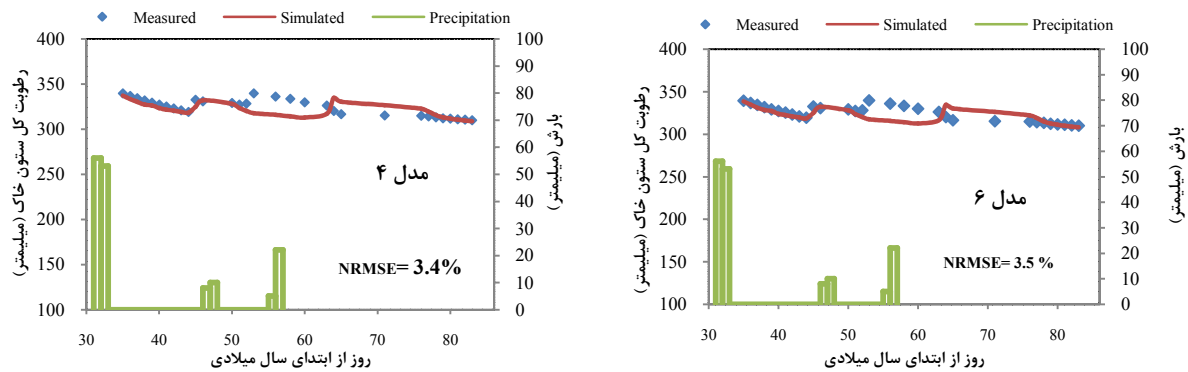 Measured Simulated Precipitation
400
350
300
250
200
150
100
100
90
80
70
60
50
40
30
20
10
0
30 40 50 60 70 80
رطوبت کل ستون خاک (میلیمتر)
بارش (میلیمتر)
مدل ۴
NRMSE= 3.4%
روز از ابتدای سال میلادی
Measured Simulated Precipitation
400
350
300
250
200
150
100
100
90
80
70
60
50
40
30
20
10
0
30 40 50 60 70 80
رطوبت کل ستون خاک (میلیمتر)
بارش (میلیمتر)
مدل ۶
NRMSE= 3.5 %
روز از ابتدای سال میلادی